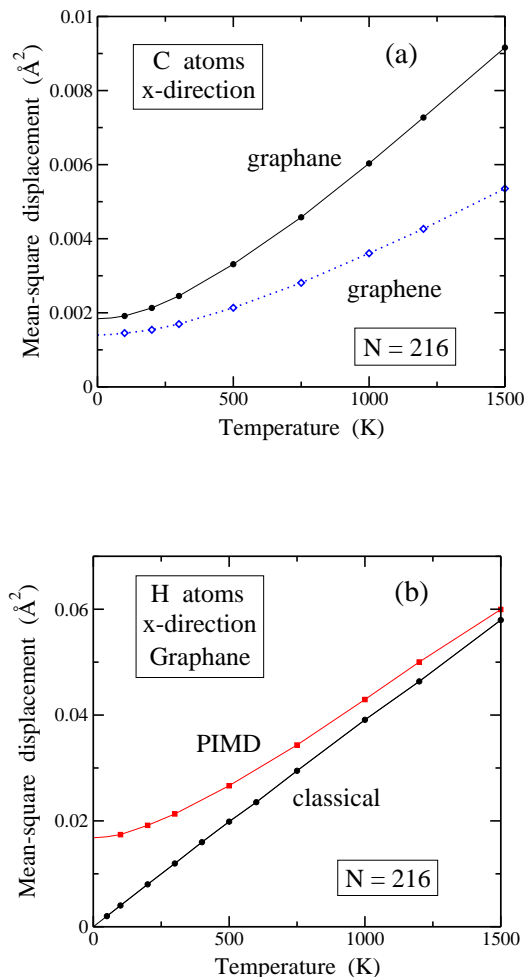 0.01
(a)
C atoms
x-direction
0.008
graphane
0.006
0.004
graphene
0.002
N = 216
0
0
500
1000
1500
Mean-square displacement (Å²)
Temperature (K)
(b)
H atoms
x-direction
Graphane
0.06
PIMD
0.04
classical
0.02
N = 216
0
0
500
1000
1500
Mean-square displacement (Å²)
Temperature (K)